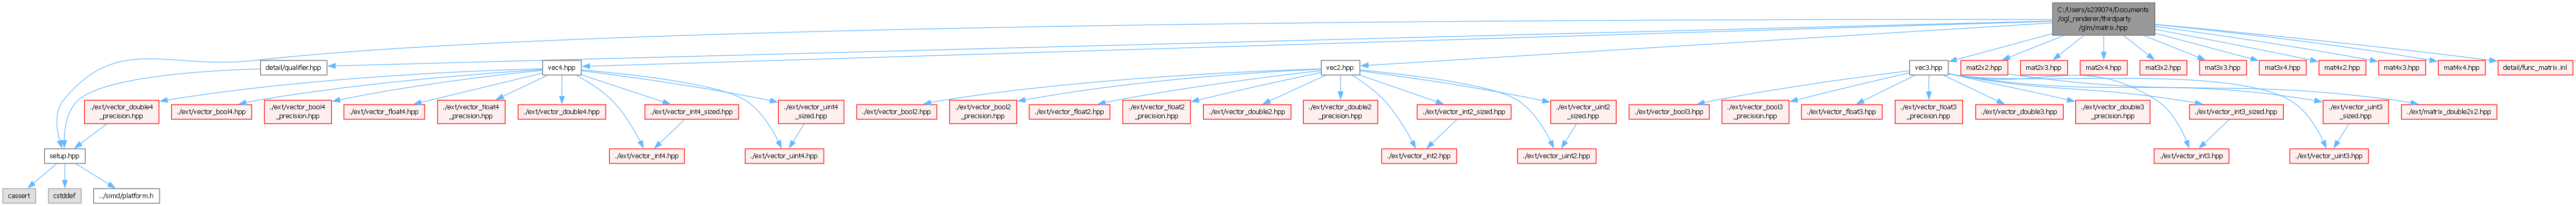 C:/Users/s239074/Documents
/ogl_renderer/thirdparty
/glm/matrix.hpp
detail/qualifier.hpp
vec4.hpp
vec2.hpp
vec3.hpp
mat2x2.hpp
mat2x3.hpp
mat2x4.hpp
mat3x2.hpp
mat3x3.hpp
mat3x4.hpp
mat4x2.hpp
mat4x3.hpp
mat4x4.hpp
detail/func_matrix.inl
./ext/vector_double4
_precision.hpp
./ext/vector_bool4.hpp
./ext/vector_bool4
_precision.hpp
./ext/vector_float4.hpp
./ext/vector_float4
_precision.hpp
./ext/vector_double4.hpp
./ext/vector_int4_sized.hpp
./ext/vector_uint4
_sized.hpp
./ext/vector_bool2.hpp
./ext/vector_bool2
_precision.hpp
./ext/vector_float2.hpp
./ext/vector_float2
_precision.hpp
./ext/vector_double2.hpp
./ext/vector_double2
_precision.hpp
./ext/vector_int2_sized.hpp
./ext/vector_uint2
_sized.hpp
./ext/vector_bool3.hpp
./ext/vector_bool3
_precision.hpp
./ext/vector_float3.hpp
./ext/vector_float3
_precision.hpp
./ext/vector_double3.hpp
./ext/vector_double3
_precision.hpp
./ext/vector_int3_sized.hpp
./ext/vector_uint3
_sized.hpp
./ext/matrix_double2x2.hpp
setup.hpp
./ext/vector_int4.hpp
./ext/vector_uint4.hpp
./ext/vector_int2.hpp
./ext/vector_uint2.hpp
./ext/vector_int3.hpp
./ext/vector_uint3.hpp
cassert
cstddef
../simd/platform.h